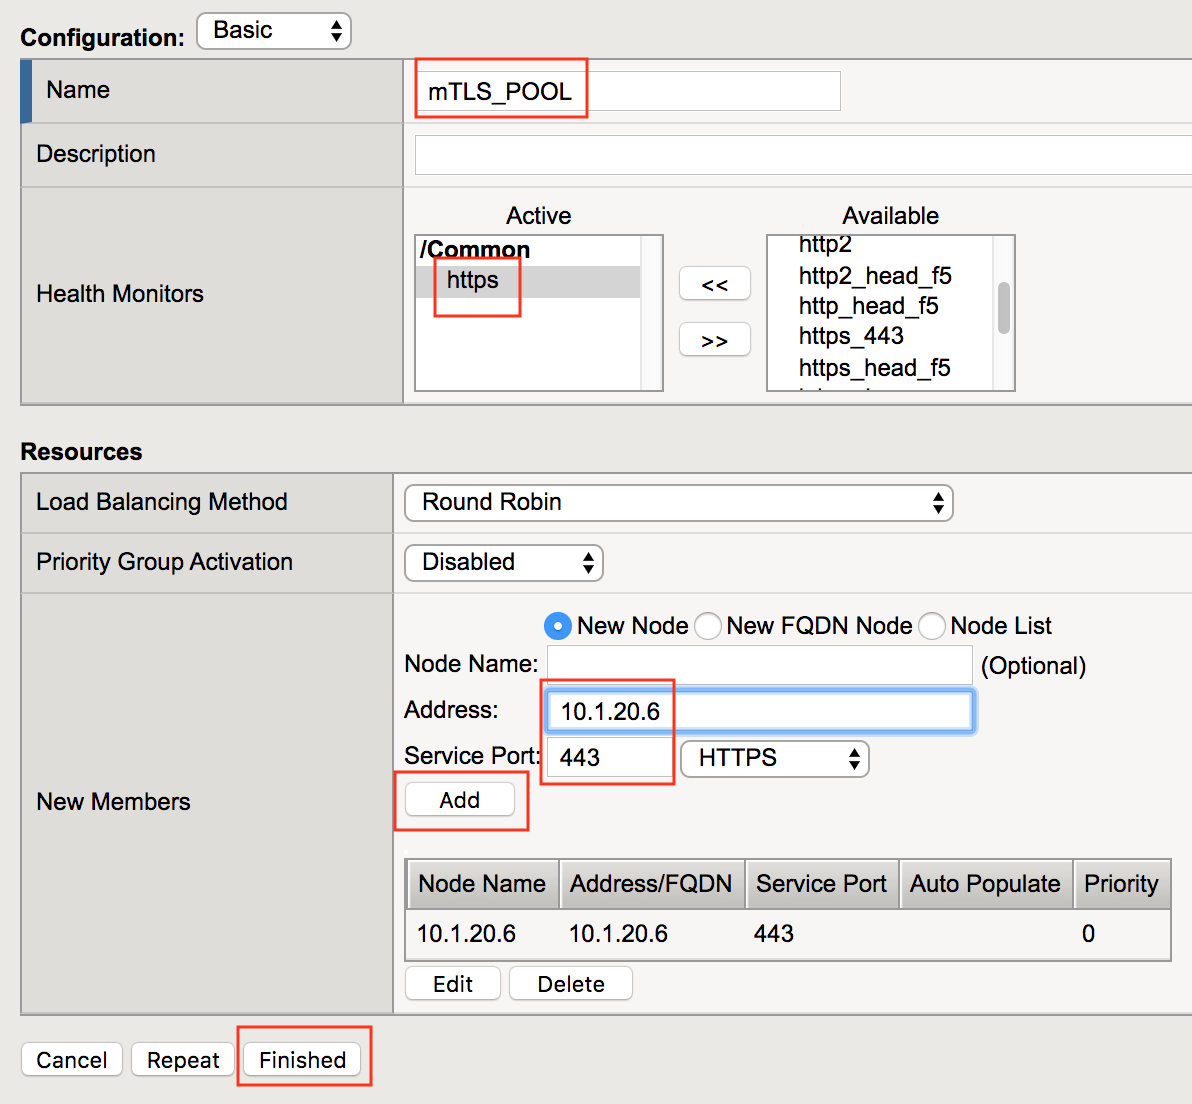 Configuration: Basic
Name mTLS_POOL
Description
Active Available
/Common
https
http2
http2_head_f5
http_head_f5
https_443
https_head_f5
Health Monitors
<<
>>
Resources
Load Balancing Method Round Robin
Priority Group Activation Disabled
New Members
New Node New FQDN Node Node List
Node Name: (Optional)
Address: 10.1.20.6
Service Port: 443 HTTPS
Add
Node Name Address/FQDN Service Port Auto Populate Priority
10.1.20.6 10.1.20.6 443 0
Edit Delete
Cancel Repeat Finished